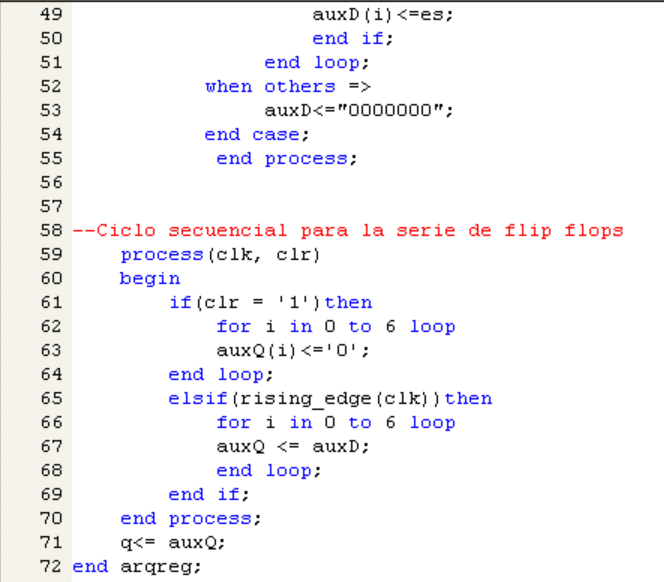 49 auxD(i)<=es;
50 end if;
51 end loop;
52 when others =>
53 auxD<="0000000";
54 end case;
55 end process;
56
57
58 --Ciclo secuencial para la serie de flip flops
59 process(clk, clr)
60 begin
61 if(clr = '1')then
62 for i in 0 to 6 loop
63 auxQ(i)<='0';
64 end loop;
65 elsif(rising_edge(clk))then
66 for i in 0 to 6 loop
67 auxQ <= auxD;
68 end loop;
69 end if;
70 end process;
71 q<= auxQ;
72 end arqreg;